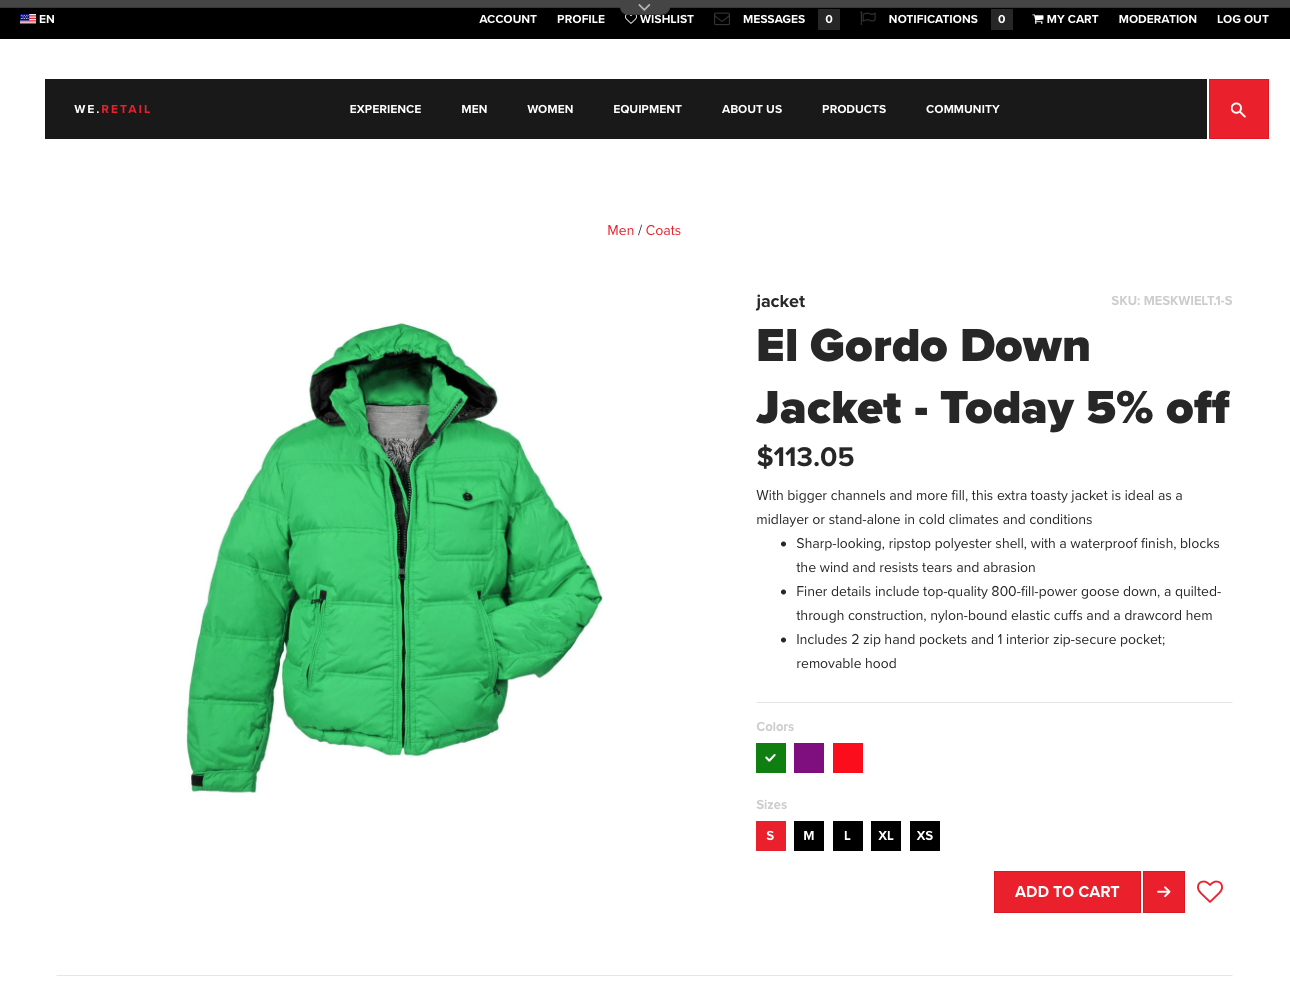 EN ACCOUNT PROFILE WISHLIST MESSAGES 0 NOTIFICATIONS 0 MY CART MODERATION LOG OUT
WE.RETAIL EXPERIENCE MEN WOMEN EQUIPMENT ABOUT US PRODUCTS COMMUNITY
Men / Coats
jacket SKU: MESKWIELT.1-S
El Gordo Down
Jacket - Today 5% off
$113.05
With bigger channels and more fill, this extra toasty jacket is ideal as a
midlayer or stand-alone in cold climates and conditions
Sharp-looking, ripstop polyester shell, with a waterproof finish, blocks
the wind and resists tears and abrasion
Finer details include top-quality 800-fill-power goose down, a quilted-
through construction, nylon-bound elastic cuffs and a drawcord hem
Includes 2 zip hand pockets and 1 interior zip-secure pocket;
removable hood
Colors
Sizes
S M L XL XS
ADD TO CART